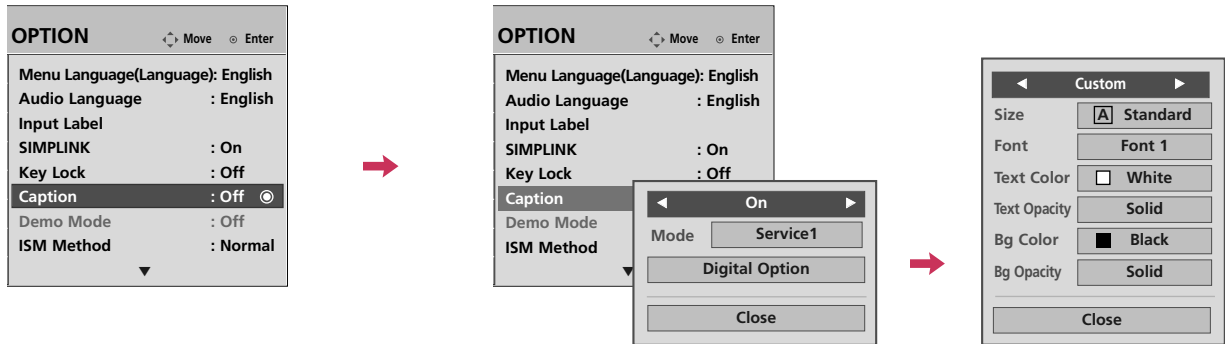 OPTION Move Enter
Menu Language(Language): English
Audio Language : English
Input Label
SIMPLINK : On
Key Lock : Off
Caption : Off
Demo Mode : Off
ISM Method : Normal
OPTION Move Enter
Menu Language(Language): English
Audio Language : English
Input Label
SIMPLINK : On
Key Lock : Off
Caption
Demo Mode
ISM Method
On
Mode Service1
Digital Option
Close
Custom
Size A Standard
Font Font 1
Text Color White
Text Opacity Solid
Bg Color Black
Bg Opacity Solid
Close